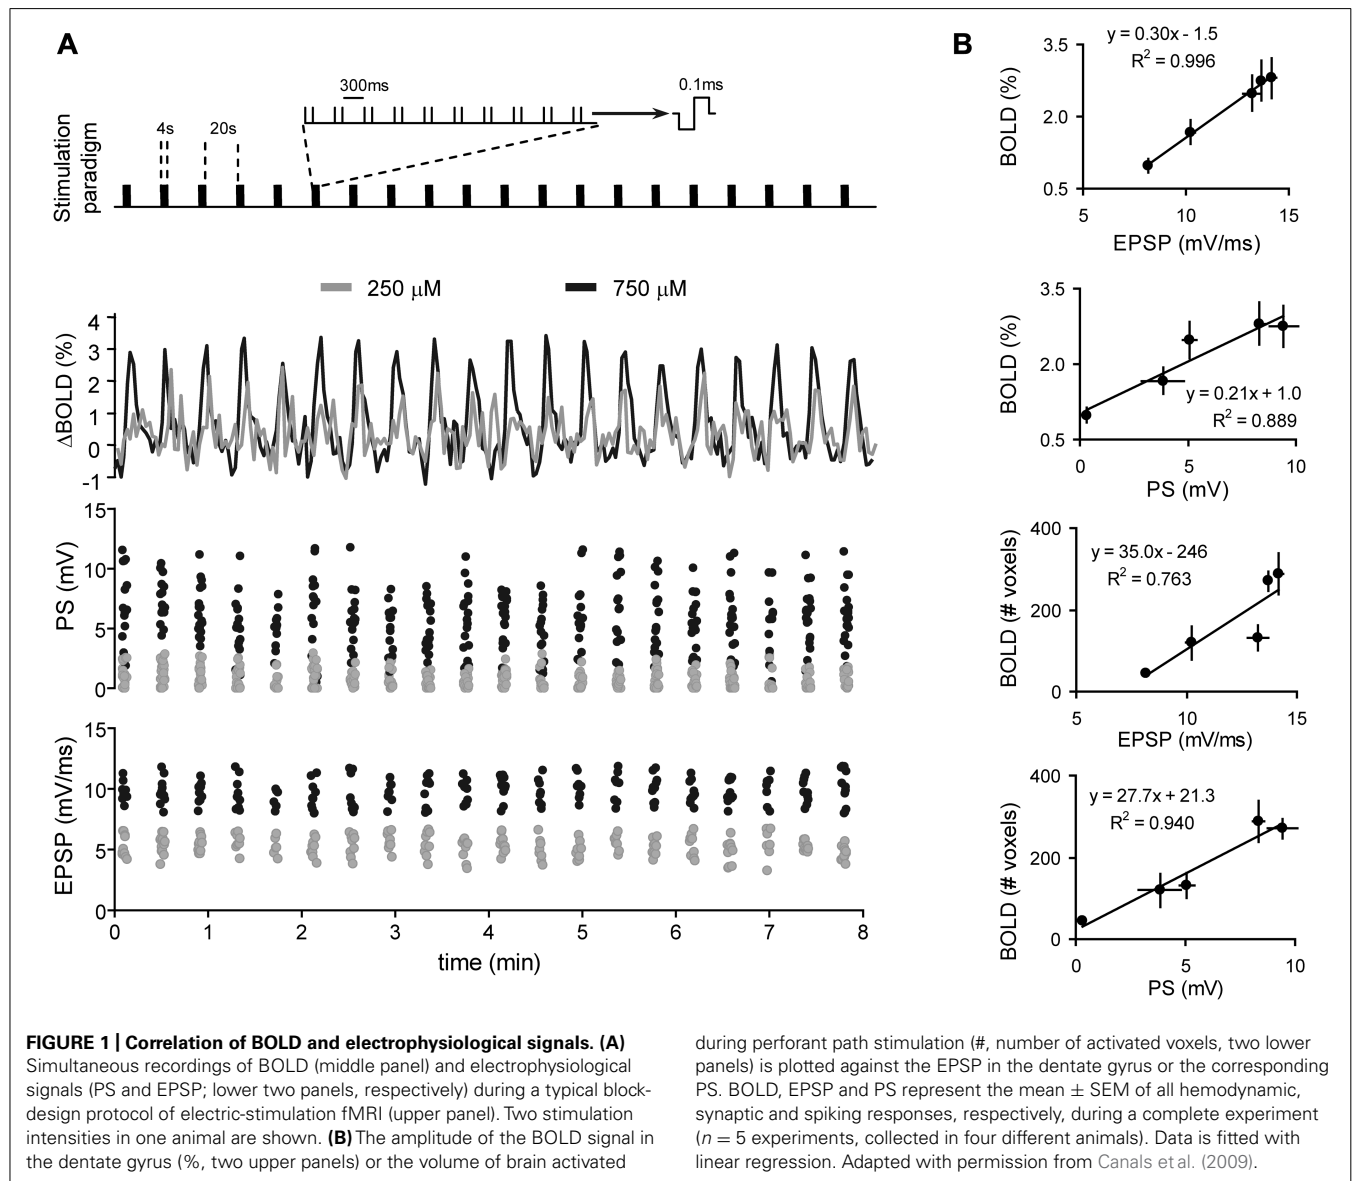 A
Stimulation
paradigm
4s
20s
300ms
0.1ms
250 μM
750 μM
ΔBOLD (%)
4
3
2
1
0
-1
PS (mV)
15
10
5
0
EPSP (mV/ms)
15
10
5
0
0 1 2 3 4 5 6 7 8
time (min)
B
y = 0.30x - 1.5
R² = 0.996
BOLD (%)
3.5
2.0
0.5
5 10 15
EPSP (mV/ms)
BOLD (%)
3.5
2.0
0.5
y = 0.21x + 1.0
R² = 0.889
0 5 10
PS (mV)
BOLD (# voxels)
400
200
0
y = 35.0x - 246
R² = 0.763
5 10 15
EPSP (mV/ms)
BOLD (# voxels)
400
200
0
y = 27.7x + 21.3
R² = 0.940
0 5 10
PS (mV)
FIGURE 1 | Correlation of BOLD and electrophysiological signals. (A)
Simultaneous recordings of BOLD (middle panel) and electrophysiological
signals (PS and EPSP; lower two panels, respectively) during a typical block-
design protocol of electric-stimulation fMRI (upper panel). Two stimulation
intensities in one animal are shown. (B) The amplitude of the BOLD signal in
the dentate gyrus (%, two upper panels) or the volume of brain activated
during perforant path stimulation (#, number of activated voxels, two lower
panels) is plotted against the EPSP in the dentate gyrus or the corresponding
PS. BOLD, EPSP and PS represent the mean ± SEM of all hemodynamic,
synaptic and spiking responses, respectively, during a complete experiment
(n = 5 experiments, collected in four different animals). Data is fitted with
linear regression. Adapted with permission from Canals et al. (2009).